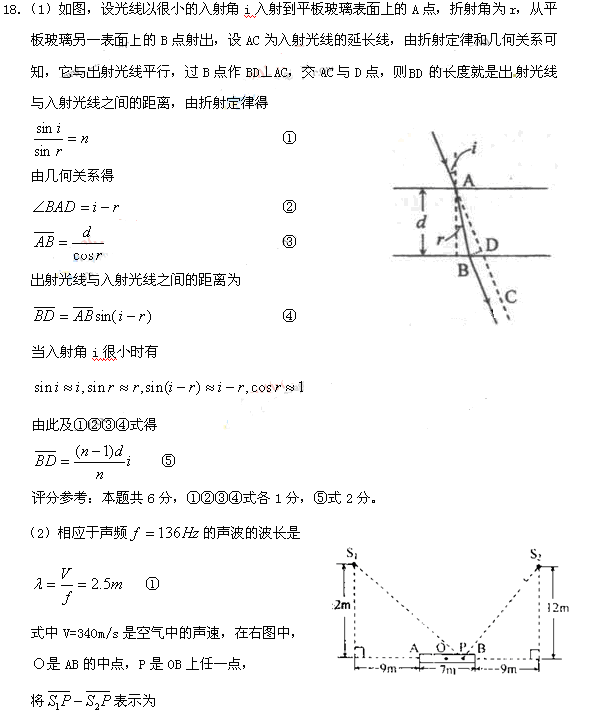 18. (1) 如图，设光线以很小的入射角 i 入射到平板玻璃表面上的 A 点，折射角为 r，从平
板玻璃另一表面上的 B 点射出，设 AC 为入射光线的延长线，由折射定律和几何关系可
知，它与出射光线平行，过 B 点作 BD⊥AC，交 AC 与 D 点，则 BD 的长度就是出射光线
与入射光线之间的距离，由折射定律得
sin i / sin r = n ①
由几何关系得
∠BAD = i − r ②
AB = d / cos r ③
出射光线与入射光线之间的距离为
BD = AB sin(i − r) ④
当入射角 i 很小时有
sin i ≈ i, sin r ≈ r, sin(i − r) ≈ i − r, cos r ≈ 1
由此及①②③④式得
BD = (n − 1)d / n i ⑤
评分参考：本题共 6 分，①②③④式各 1 分，⑤式 2 分。
i
A
d
r
D
B
C
(2) 相应于声频 f = 136Hz 的声波的波长是
λ = V / f = 2.5m ①
式中 V=340m/s 是空气中的声速，在右图中，
O是 AB 的中点，P 是 OB 上任一点，
将 S₁P − S₂P 表示为
S₁ S₂
2m 12m
A O P B
9m 7m 9m